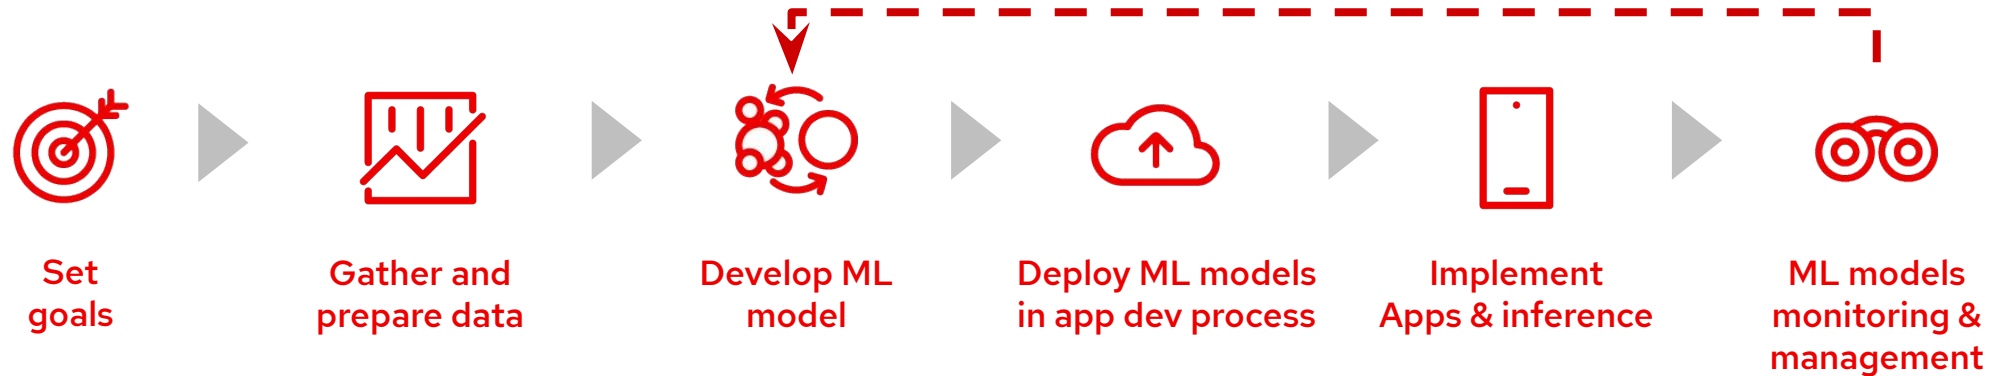 Set
goals
Gather and
prepare data
Develop ML
model
Deploy ML models
in app dev process
Implement
Apps & inference
ML models
monitoring &
management